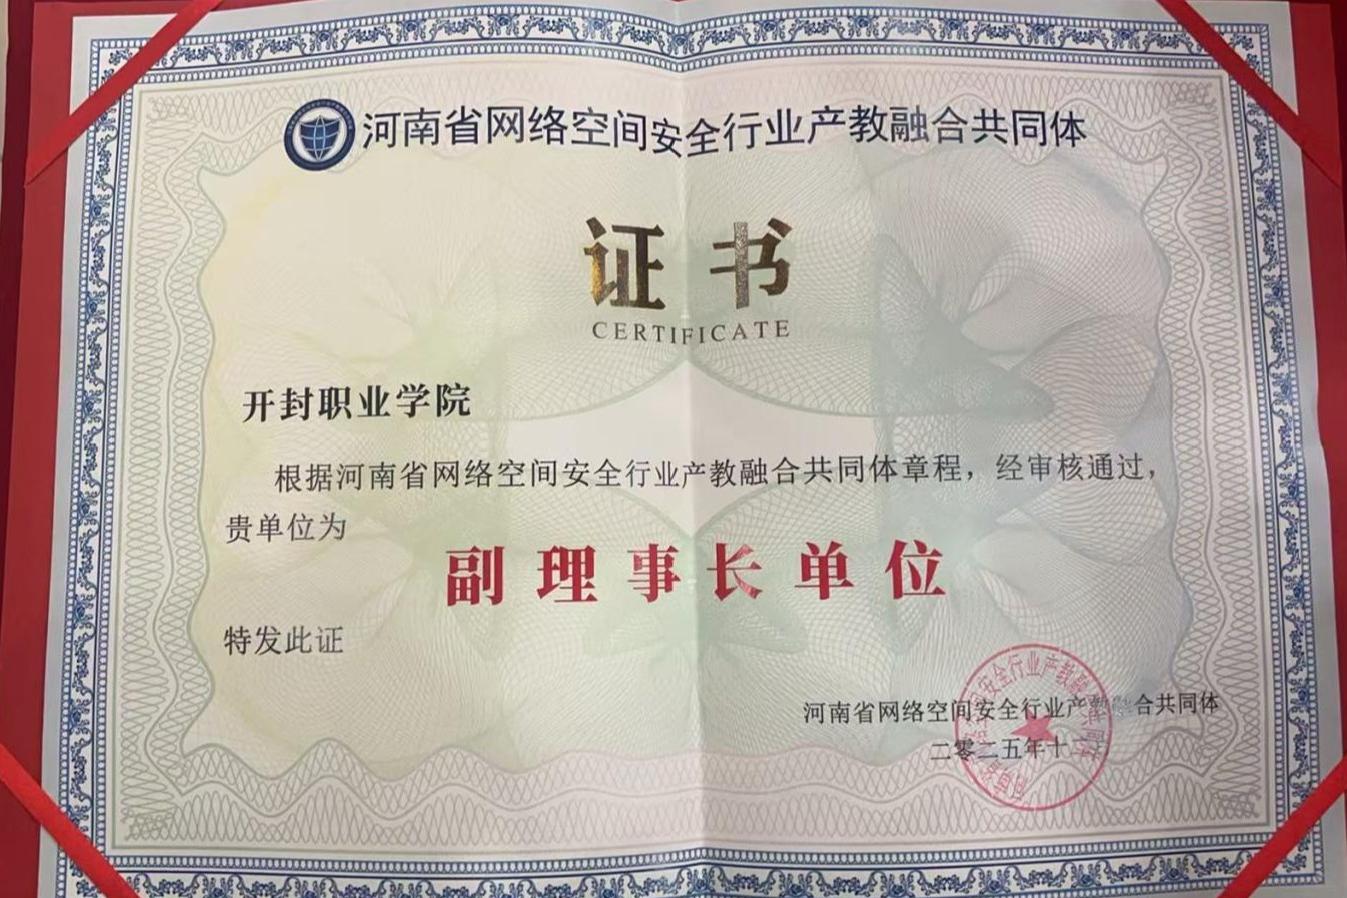 河南省网络空间安全行业产教融合共同体
证书
CERTIFICATE
开封职业学院
根据河南省网络空间安全行业产教融合共同体章程，经审核通过，
贵单位为
副理事长单位
特发此证
河南省网络空间安全行业产教融合共同体
二零二五年十二